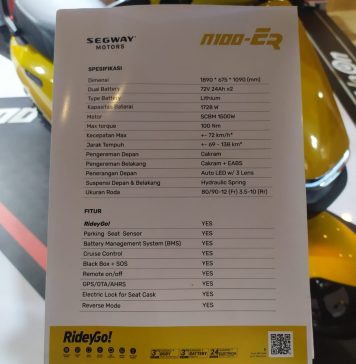 SEGWAY
MOTORS
N100-ER
SPESIFIKASI
Dimensi 1890 * 675 * 1090 (mm)
Dual Battery 72V 24Ah x2
Type Battery Lithium
Kapasitas Baterai 1728 W
Motor SCBM 1500W
Max torque 100 Nm
Kecepatan Max +- 72 km/h*
Jarak Tempuh +- 69 - 138 km*
Pengereman Depan Cakram
Pengereman Belakang Cakram + EABS
Penerangan Depan Auto LED w/ 3 Lens
Suspensi Depan & Belakang Hydraulic Spring
Ukuran Roda 80/90-12 (Fr) 3.5-10 (Rr)
FITUR
RideyGo! YES
Parking Seat Sensor YES
Battery Management System (BMS) YES
Cruise Control YES
Black Box + SOS YES
Remote on/off YES
GPS/OTA/AHRS YES
Electric Lock for Seat Cask YES
Reverse Mode YES
RideyGo!